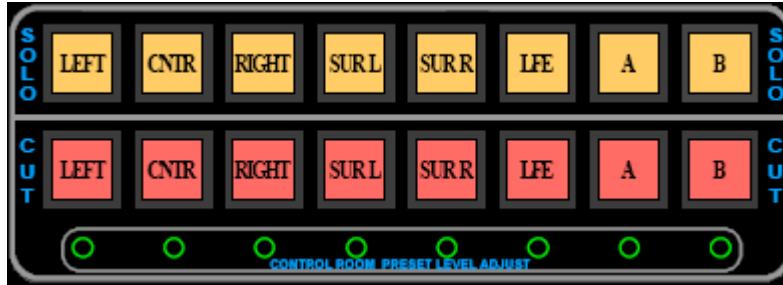 SOLO LEFT CNTR RIGHT SUR L SUR R LFE A B SOLO
CUT LEFT CNTR RIGHT SUR L SUR R LFE A B CUT
CONTROL ROOM PRESET LEVEL ADJUST